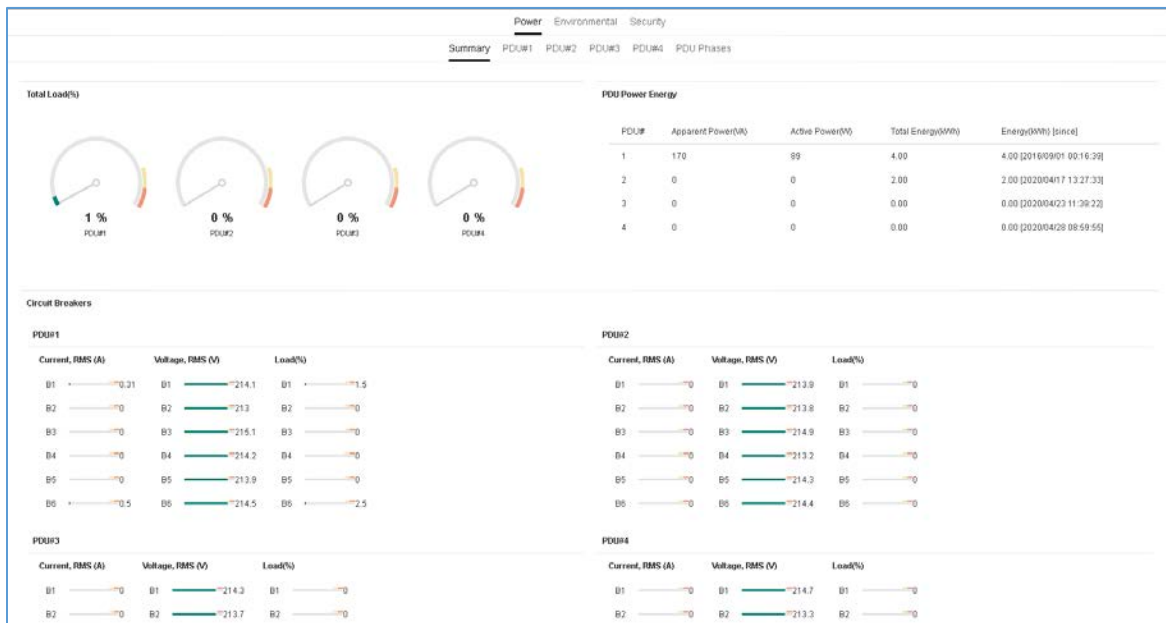 Power Environmental Security
Summary PDU#1 PDU#2 PDU#3 PDU#4 PDU Phases
Total Load(%)
1 % 0 % 0 % 0 %
PDU#1 PDU#2 PDU#3 PDU#4
PDU Power Energy
PDU# Apparent Power(VA) Active Power(W) Total Energy(kWh) Energy(kWh) [since]
1 170 89 4.00 4.00 [2016/09/01 00:16:39]
2 0 0 2.00 2.00 [2020/04/17 13:27:33]
3 0 0 0.00 0.00 [2020/04/23 11:39:22]
4 0 0 0.00 0.00 [2020/04/28 08:59:55]
Circuit Breakers
PDU#1
Current, RMS (A) Voltage, RMS (V) Load(%)
B1 0.31 B1 214.1 B1 1.5
B2 0 B2 213 B2 0
B3 0 B3 215.1 B3 0
B4 0 B4 214.2 B4 0
B5 0 B5 213.9 B5 0
B6 0.5 B6 214.5 B6 2.5
PDU#2
Current, RMS (A) Voltage, RMS (V) Load(%)
B1 0 B1 213.9 B1 0
B2 0 B2 213.8 B2 0
B3 0 B3 214.9 B3 0
B4 0 B4 213.2 B4 0
B5 0 B5 214.3 B5 0
B6 0 B6 214.4 B6 0
PDU#3
Current, RMS (A) Voltage, RMS (V) Load(%)
B1 0 B1 214.3 B1 0
B2 0 B2 213.7 B2 0
PDU#4
Current, RMS (A) Voltage, RMS (V) Load(%)
B1 0 B1 214.7 B1 0
B2 0 B2 213.3 B2 0